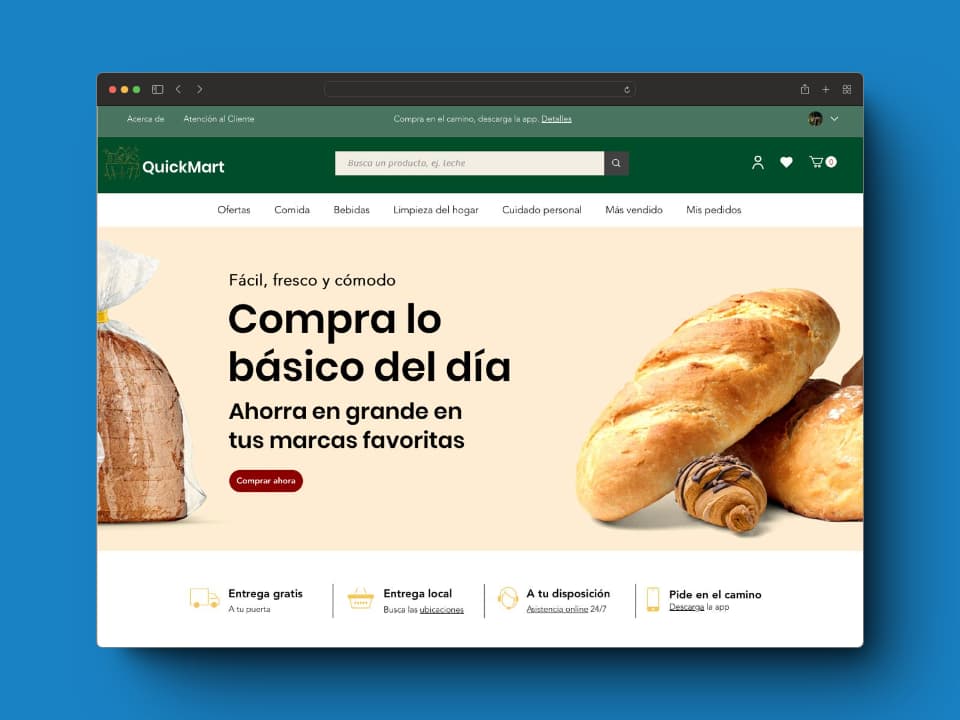 Acerca de
Atención al Cliente
Compra en el camino, descarga la app. Detalles
QuickMart
Busca un producto, ej. leche
0
Ofertas
Comida
Bebidas
Limpieza del hogar
Cuidado personal
Más vendido
Mis pedidos
Fácil, fresco y cómodo
Compra lo
básico del día
Ahorra en grande en
tus marcas favoritas
Comprar ahora
Entrega gratis
A tu puerta
Entrega local
Busca las ubicaciones
A tu disposición
Asistencia online 24/7
Pide en el camino
Descarga la app